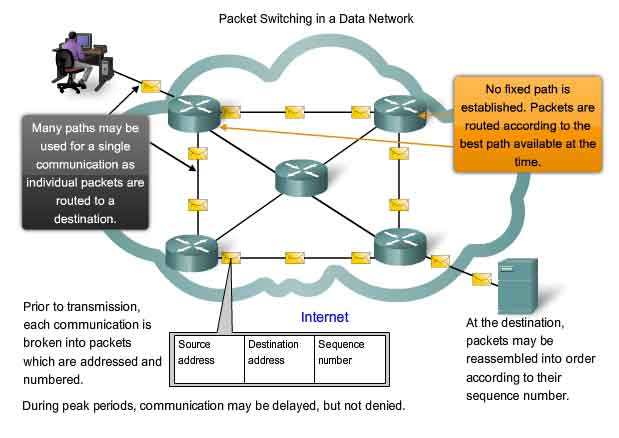 Packet Switching in a Data Network
Many paths may be
used for a single
communication as
individual packets are
routed to a
destination.
No fixed path is
established. Packets are
routed according to the
best path available at the
time.
Prior to transmission,
each communication is
broken into packets
which are addressed and
numbered.
Internet
Source
address
Destination
address
Sequence
number
At the destination,
packets may be
reassembled into order
according to their
sequence number.
During peak periods, communication may be delayed, but not denied.